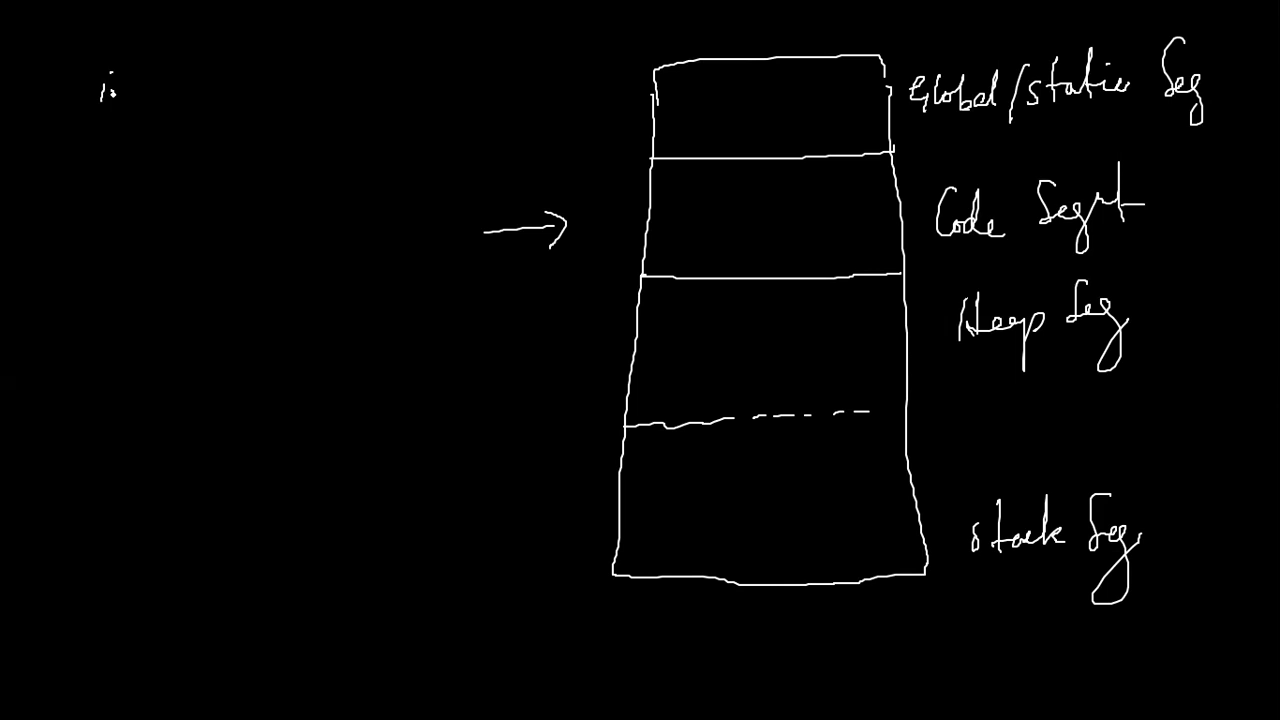 i:
Global/static Seg
Code Segmt
Heap Seg
stack Seg